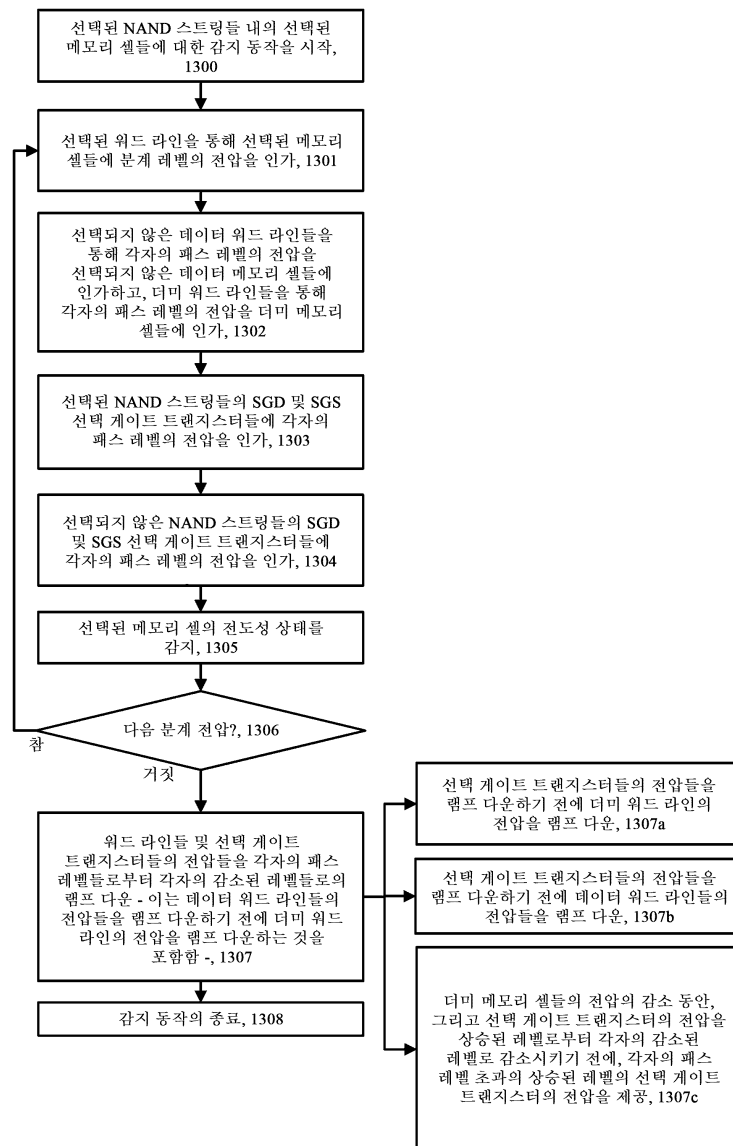 선택된 NAND 스트링들 내의 선택된
메모리 셀들에 대한 감지 동작을 시작,
1300
선택된 워드 라인을 통해 선택된 메모리
셀들에 분계 레벨의 전압을 인가, 1301
선택되지 않은 데이터 워드 라인들을
통해 각자의 패스 레벨의 전압을
선택되지 않은 데이터 메모리 셀들에
인가하고, 더미 워드 라인들을 통해
각자의 패스 레벨의 전압을 더미 메모리
셀들에 인가, 1302
선택된 NAND 스트링들의 SGD 및 SGS
선택 게이트 트랜지스터들에 각자의
패스 레벨의 전압을 인가, 1303
선택되지 않은 NAND 스트링들의 SGD
및 SGS 선택 게이트 트랜지스터들에
각자의 패스 레벨의 전압을 인가, 1304
선택된 메모리 셀의 전도성 상태를
감지, 1305
다음 분계 전압?, 1306
참
거짓
워드 라인들 및 선택 게이트
트랜지스터들의 전압들을 각자의 패스
레벨들로부터 각자의 감소된 레벨들로의
램프 다운 - 이는 데이터 워드 라인들의
전압들을 램프 다운하기 전에 더미 워드
라인의 전압을 램프 다운하는 것을
포함함 -, 1307
감지 동작의 종료, 1308
선택 게이트 트랜지스터들의 전압들을
램프 다운하기 전에 더미 워드 라인의
전압을 램프 다운, 1307a
선택 게이트 트랜지스터들의 전압들을
램프 다운하기 전에 데이터 워드 라인들의
전압들을 램프 다운, 1307b
더미 메모리 셀들의 전압의 감소 동안,
그리고 선택 게이트 트랜지스터의 전압을
상승된 레벨로부터 각자의 감소된
레벨로 감소시키기 전에, 각자의 패스
레벨 초과의 상승된 레벨의 선택 게이트
트랜지스터의 전압을 제공, 1307c